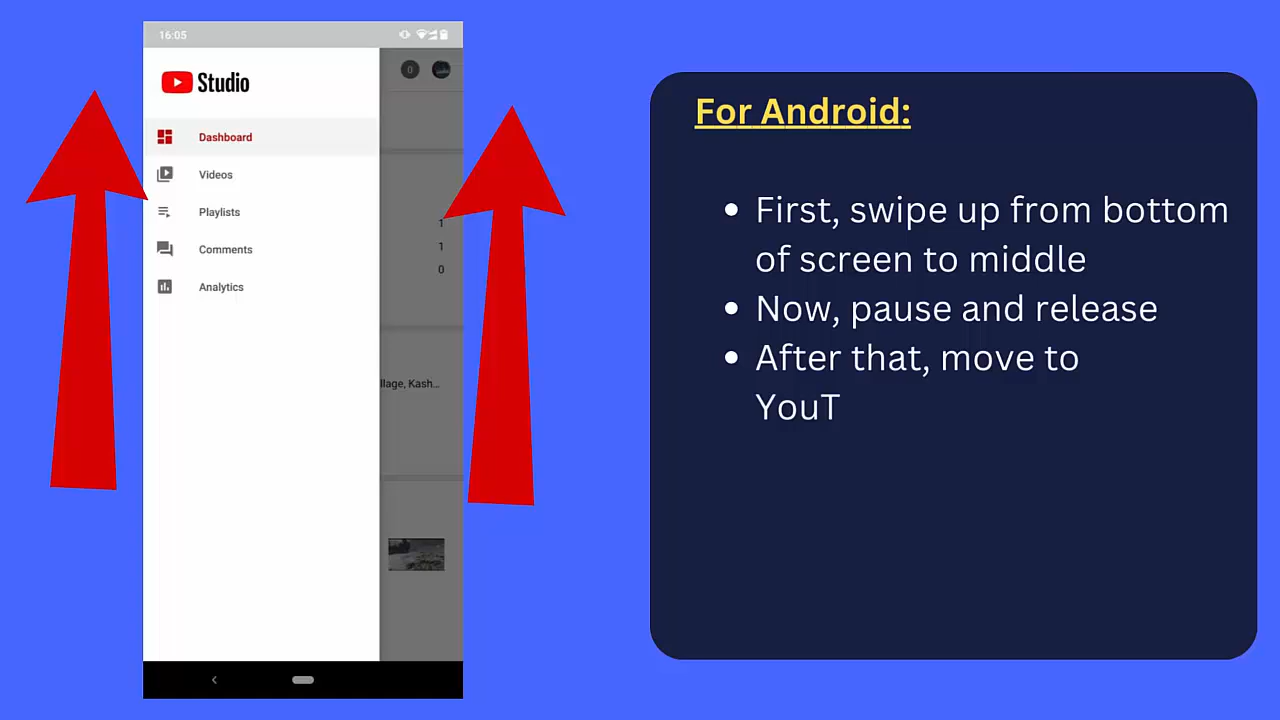 16:05
Studio
0
Dashboard
Videos
Playlists
1
Comments
1
0
Analytics
llage, Kash...
For Android:
• First, swipe up from bottom
of screen to middle
• Now, pause and release
• After that, move to
YouT